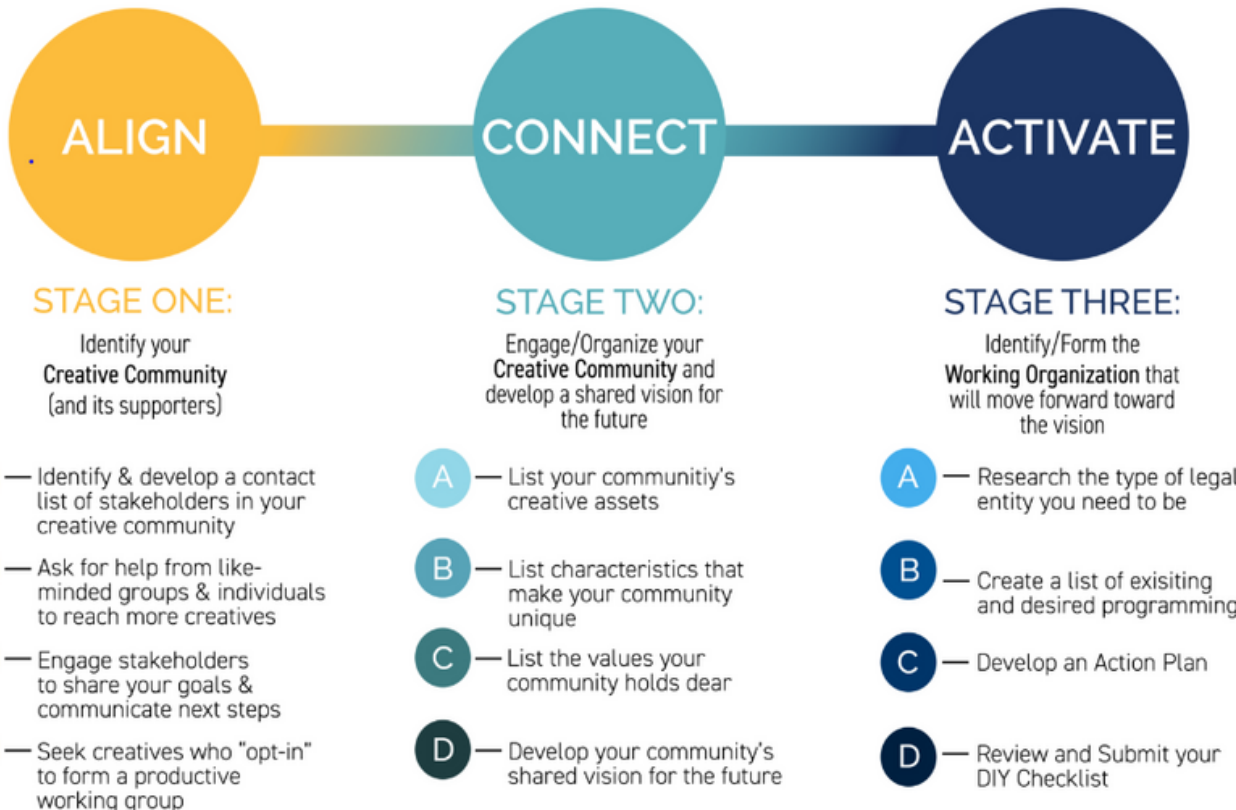 ALIGN
CONNECT
ACTIVATE
STAGE ONE:
Identify your
Creative Community
(and its supporters)
— Identify & develop a contact
list of stakeholders in your
creative community
— Ask for help from like-
minded groups & individuals
to reach more creatives
— Engage stakeholders
to share your goals &
communicate next steps
— Seek creatives who "opt-in"
to form a productive
working group
STAGE TWO:
Engage/Organize your
Creative Community and
develop a shared vision for
the future
A — List your communitiy's
creative assets
B — List characteristics that
make your community
unique
C — List the values your
community holds dear
D — Develop your community's
shared vision for the future
STAGE THREE:
Identify/Form the
Working Organization that
will move forward toward
the vision
A — Research the type of legal
entity you need to be
B — Create a list of exisiting
and desired programming
C — Develop an Action Plan
D — Review and Submit your
DIY Checklist